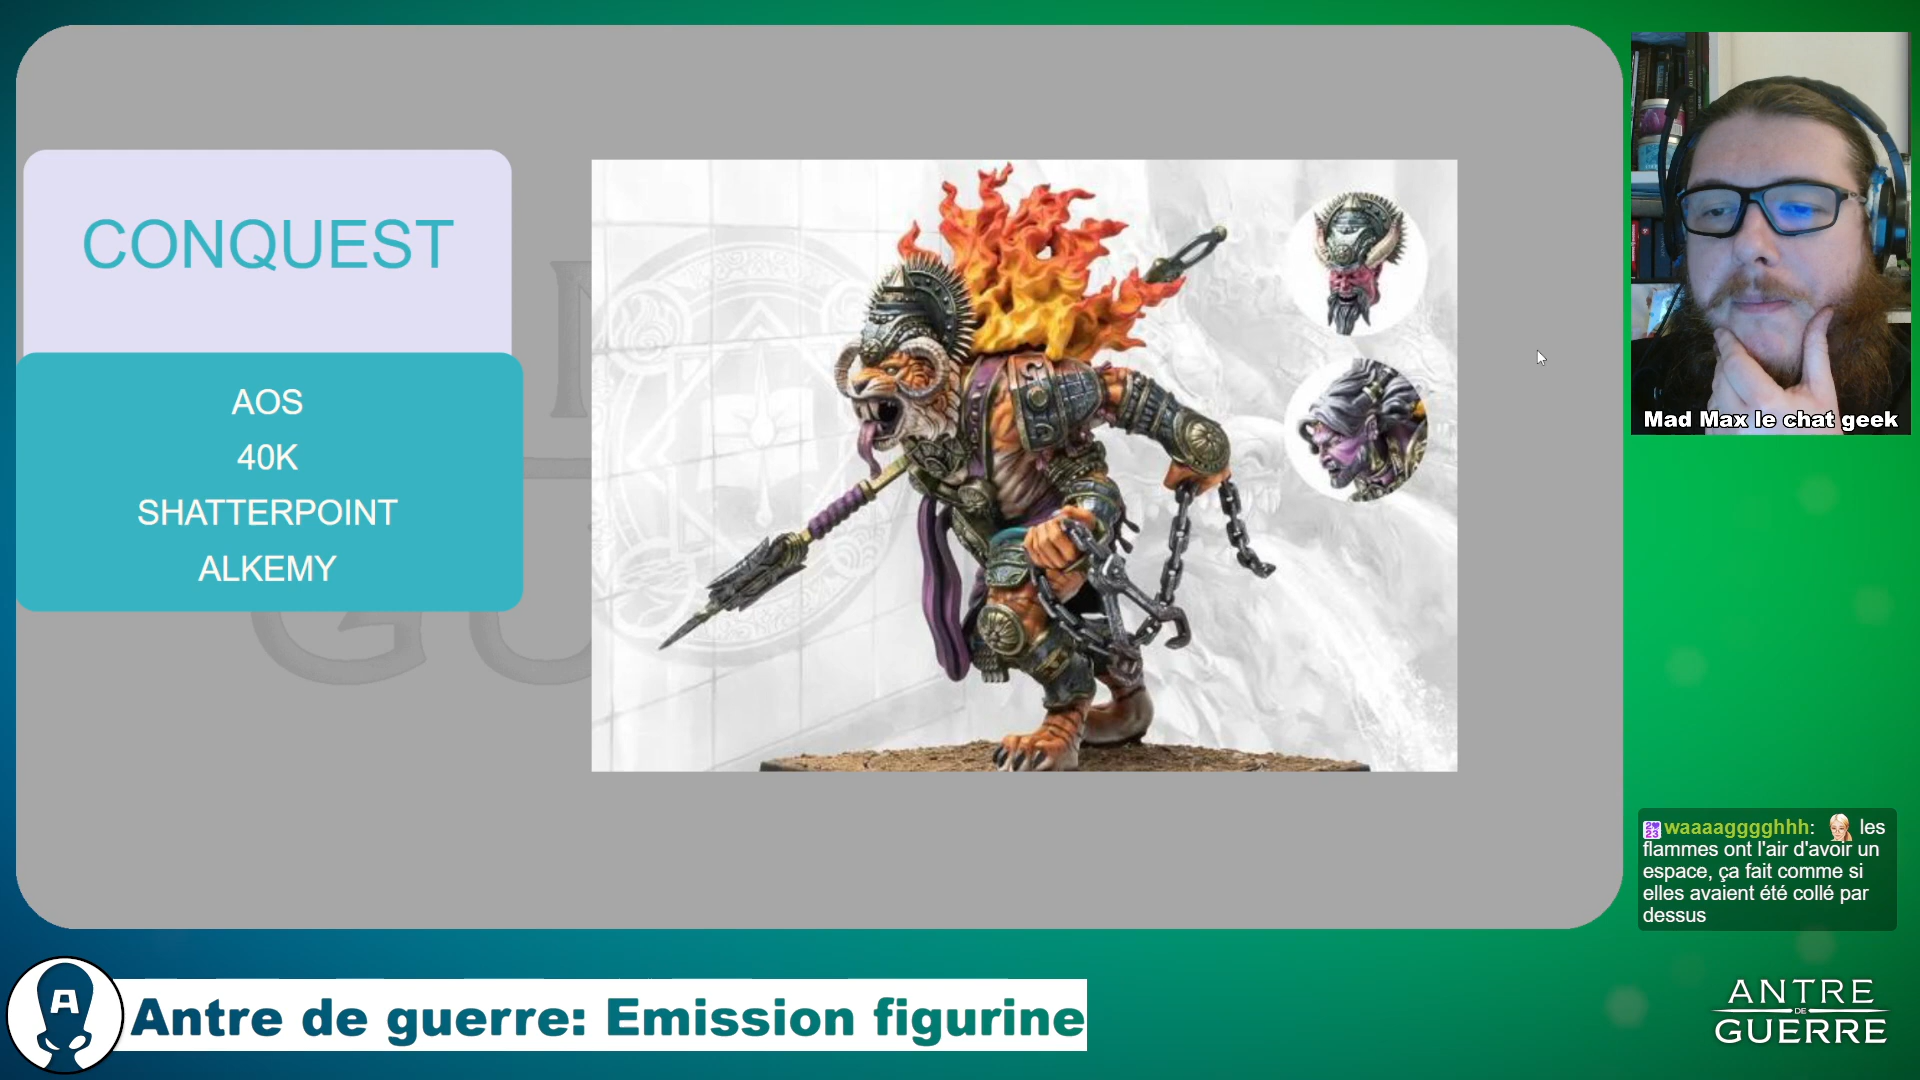 CONQUEST
AOS
40K
SHATTERPOINT
ALKEMY
Mad Max le chat geek
waaaagggghhh: les
flammes ont l'air d'avoir un
espace, ça fait comme si
elles avaient été collé par
dessus
A
Antre de guerre: Emission figurine
ANTRE
DE
GUERRE